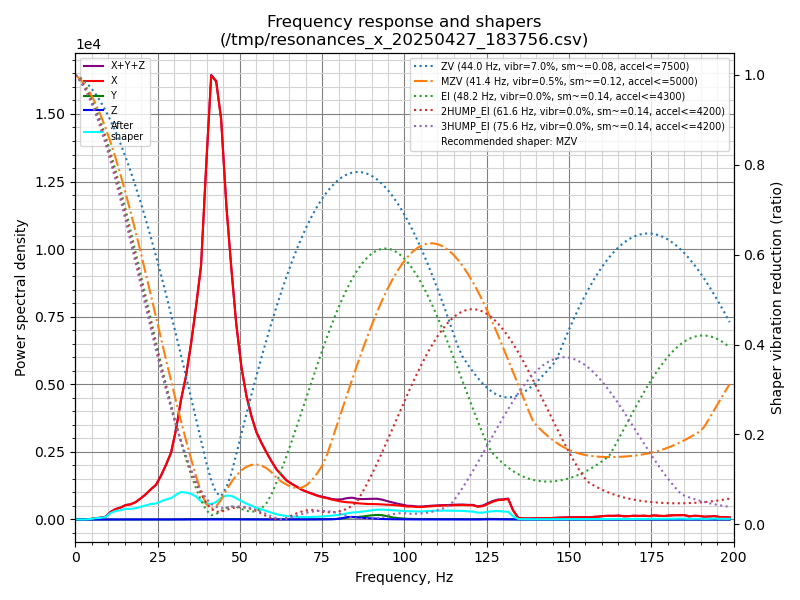 Frequency response and shapers
(/tmp/resonances_x_20250427_183756.csv)
1e4
X+Y+Z
X
Y
Z
After
shaper
ZV (44.0 Hz, vibr=7.0%, sm~=0.08, accel<=7500)
MZV (41.4 Hz, vibr=0.5%, sm~=0.12, accel<=5000)
EI (48.2 Hz, vibr=0.0%, sm~=0.14, accel<=4300)
2HUMP_EI (61.6 Hz, vibr=0.0%, sm~=0.14, accel<=4200)
3HUMP_EI (75.6 Hz, vibr=0.0%, sm~=0.14, accel<=4200)
Recommended shaper: MZV
Power spectral density
1.50
1.25
1.00
0.75
0.50
0.25
0.00
1.0
0.8
0.6
0.4
0.2
0.0
Shaper vibration reduction (ratio)
0 25 50 75 100 125 150 175 200
Frequency, Hz